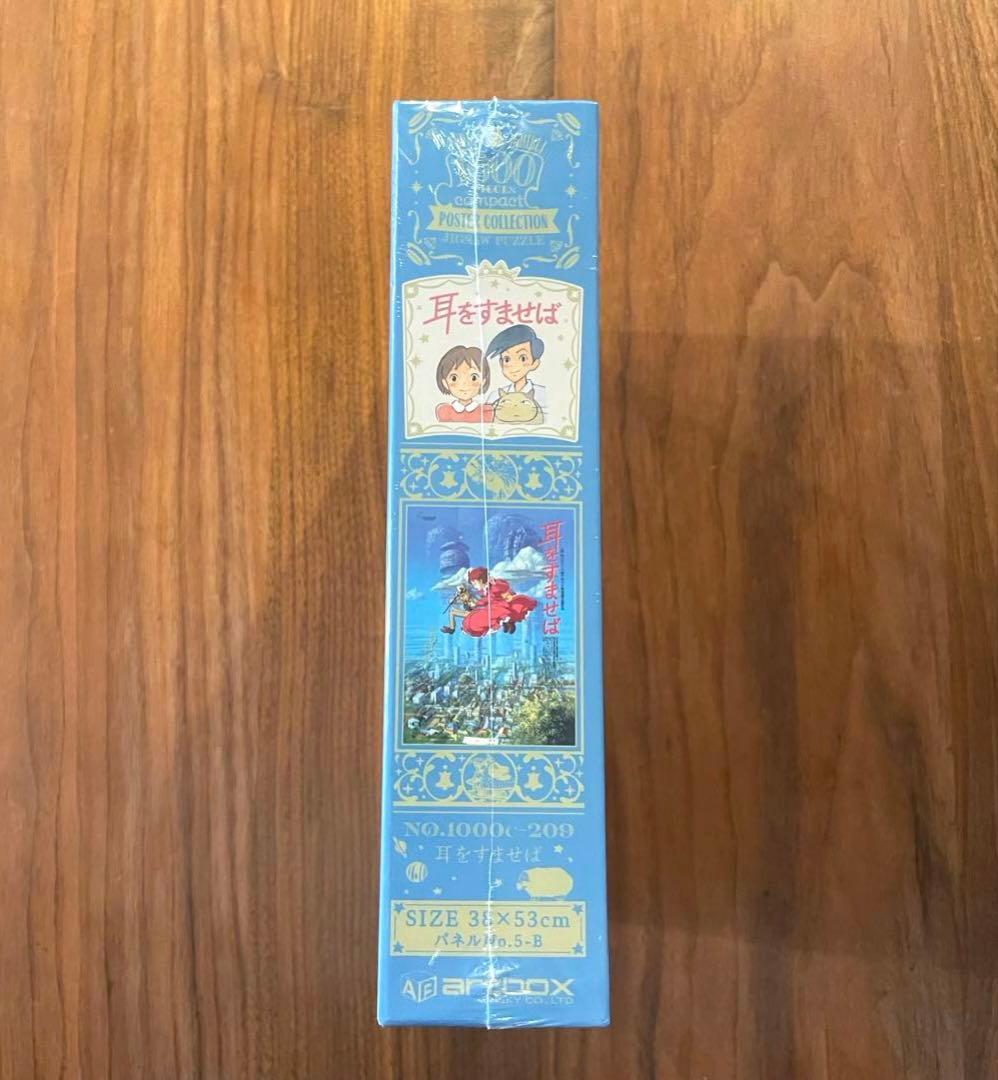 compact
POSTER COLLECTION
JIGSAW PUZZLE
耳をすませば
耳をすませば
NO.1000c-209
耳をすませば
SIZE 38×53cm
パネルNo.5-B
artbox